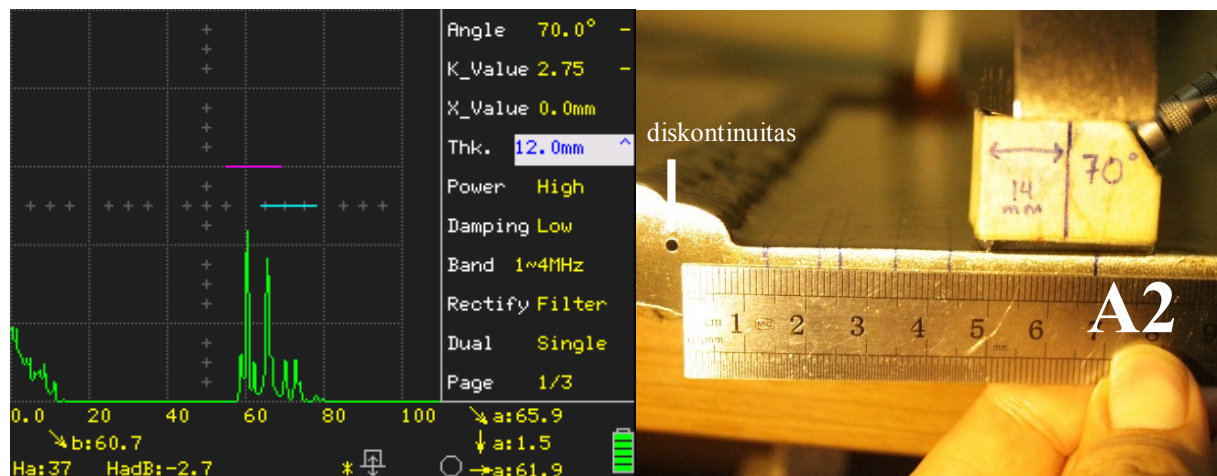 Angle 70.0° -
K_Value 2.75 -
X_Value 0.0mm
Thk. 12.0mm ^
Power High
Damping Low
Band 1~4MHz
Rectify Filter
Dual Single
Page 1/3
0.0 20 40 60 80 100
↘b:60.7
Ha:37 HadB:-2.7 *
↘a:65.9
↓a:1.5
→a:61.9
diskontinuitas
14
mm
70°
A2
cm 1 2 3 4 5 6 7 8